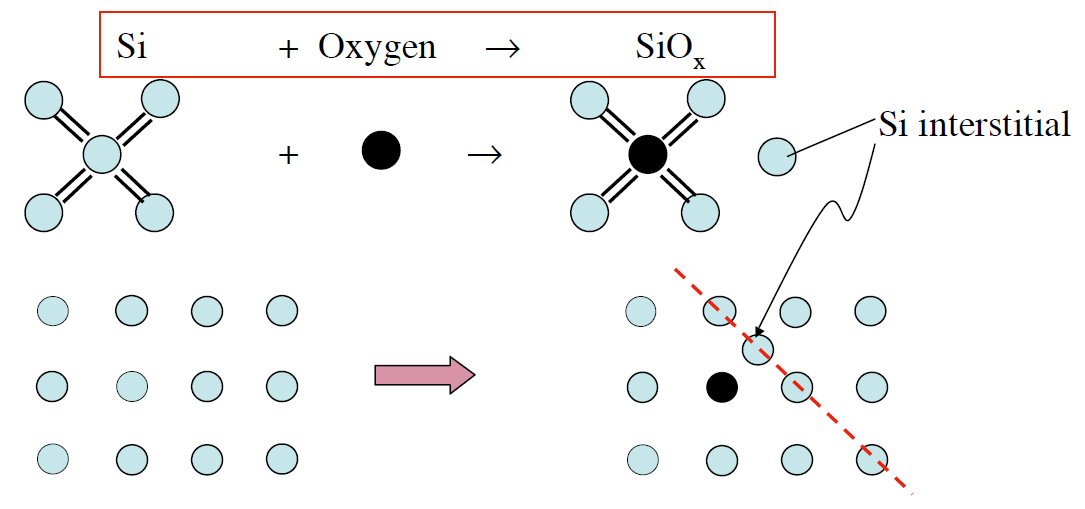 Si + Oxygen → SiOₓ
+ →
Si interstitial